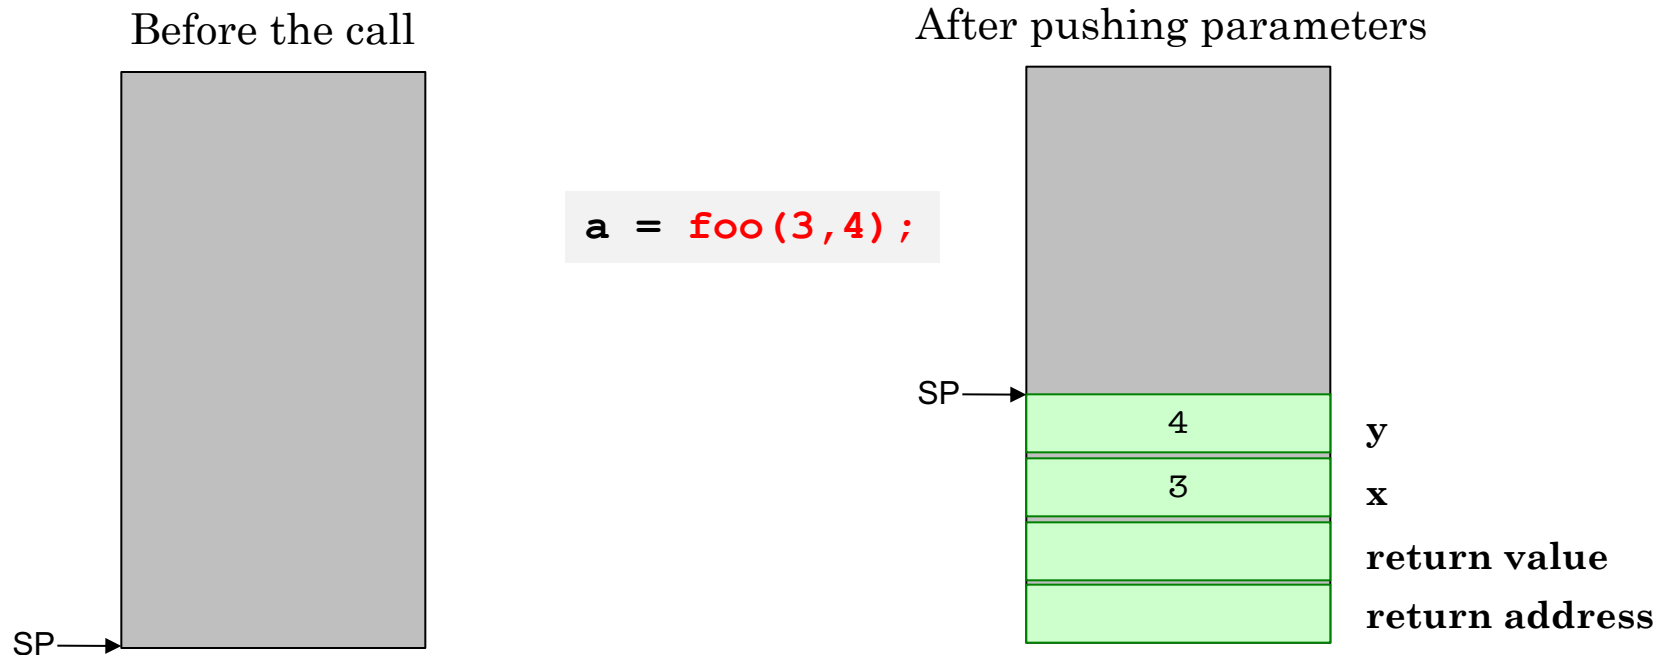 Before the call
SP
a = foo(3,4);
After pushing parameters
SP
4
y
3
x
return value
return address